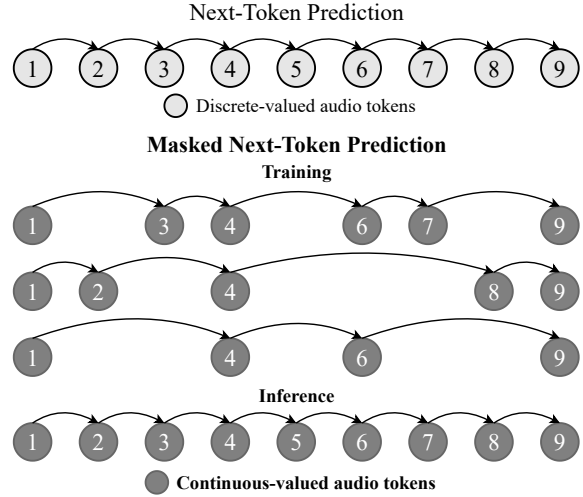 Next-Token Prediction
1 2 3 4 5 6 7 8 9
Discrete-valued audio tokens
Masked Next-Token Prediction
Training
1 3 4 6 7 9
1 2 4 8 9
1 4 6 9
Inference
1 2 3 4 5 6 7 8 9
Continuous-valued audio tokens